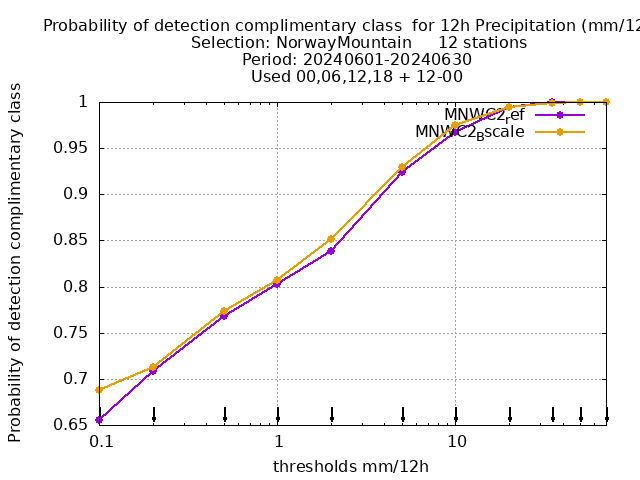 Probability of detection complimentary class  for 12h Precipitation (mm/12
Selection: NorwayMountain     12 stations
Period: 20240601-20240630
Used 00,06,12,18 + 12-00
Probability of detection complimentary class
1
0.95
0.9
0.85
0.8
0.75
0.7
0.65
MNWC2ref
MNWC2Bscale
0.1
1
10
thresholds mm/12h